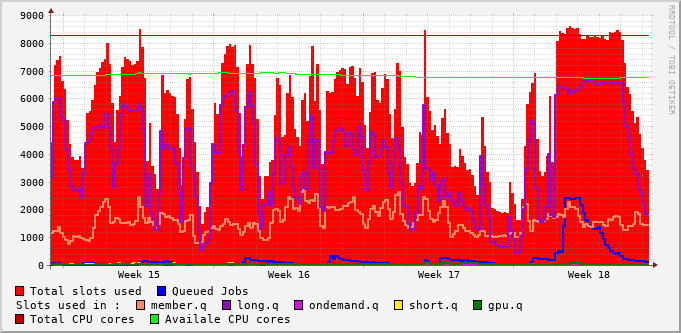 9000
8000
7000
6000
5000
4000
3000
2000
1000
0
Week 15 Week 16 Week 17 Week 18
RRDTOOL / TOBI OETIKER
Total slots used Queued Jobs
Slots used in : member.q long.q ondemand.q short.q gpu.q
Total CPU cores Availale CPU cores